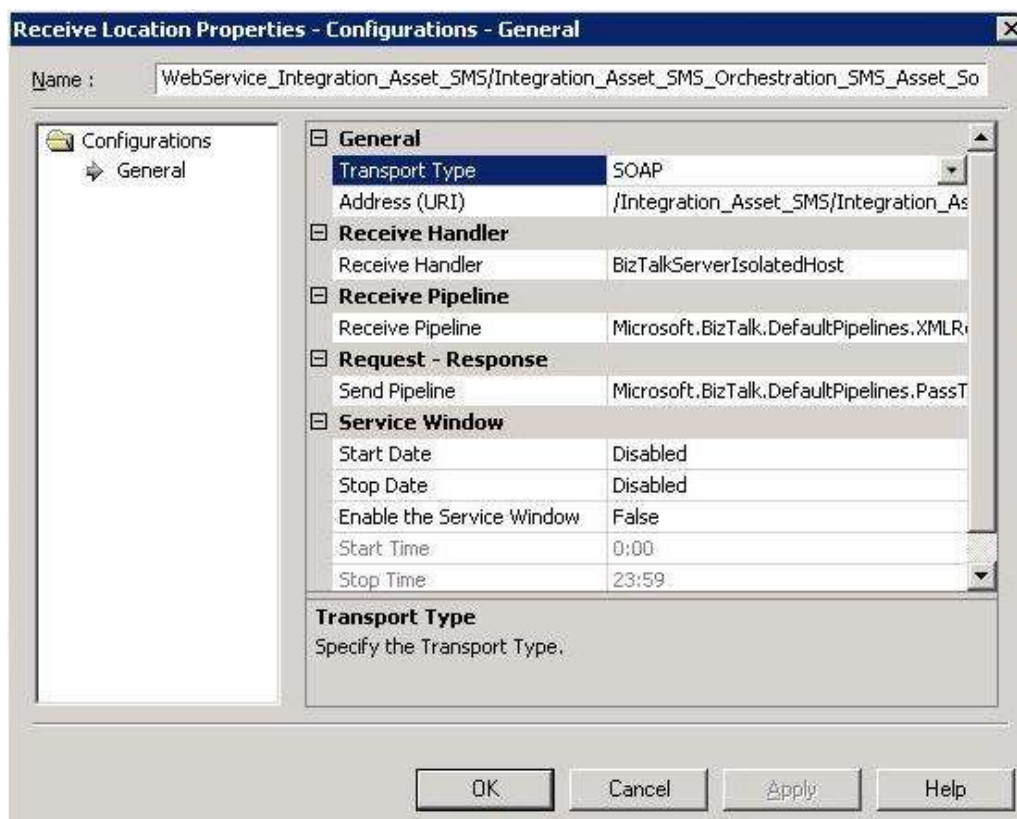 Receive Location Properties - Configurations - General
Name : WebService_Integration_Asset_SMS/Integration_Asset_SMS_Orchestration_SMS_Asset_So
Configurations
General
General
Transport Type SOAP
Address (URI) /Integration_Asset_SMS/Integration_As
Receive Handler
Receive Handler BizTalkServerIsolatedHost
Receive Pipeline
Receive Pipeline Microsoft.BizTalk.DefaultPipelines.XMLR
Request - Response
Send Pipeline Microsoft.BizTalk.DefaultPipelines.PassT
Service Window
Start Date Disabled
Stop Date Disabled
Enable the Service Window False
Start Time 0:00
Stop Time 23:59
Transport Type
Specify the Transport Type.
OK Cancel Apply Help